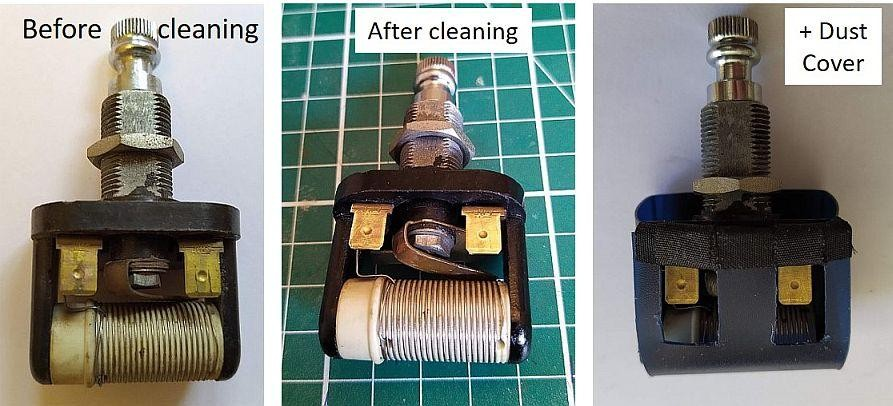 Before cleaning
After cleaning
+ Dust
Cover